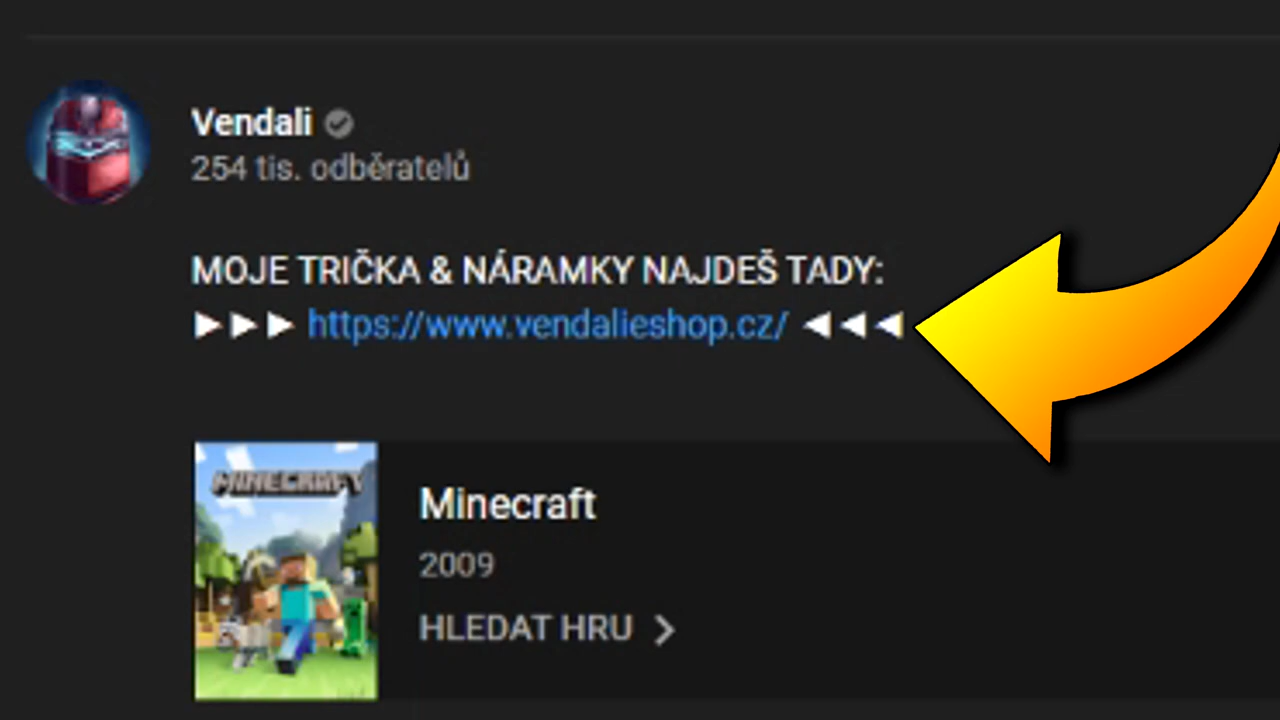 Vendali
254 tis. odběratelů
MOJE TRIČKA & NÁRAMKY NAJDEŠ TADY:
►►► https://www.vendalieshop.cz/ ◄◄◄
MINECRAFT
Minecraft
2009
HLEDAT HRU